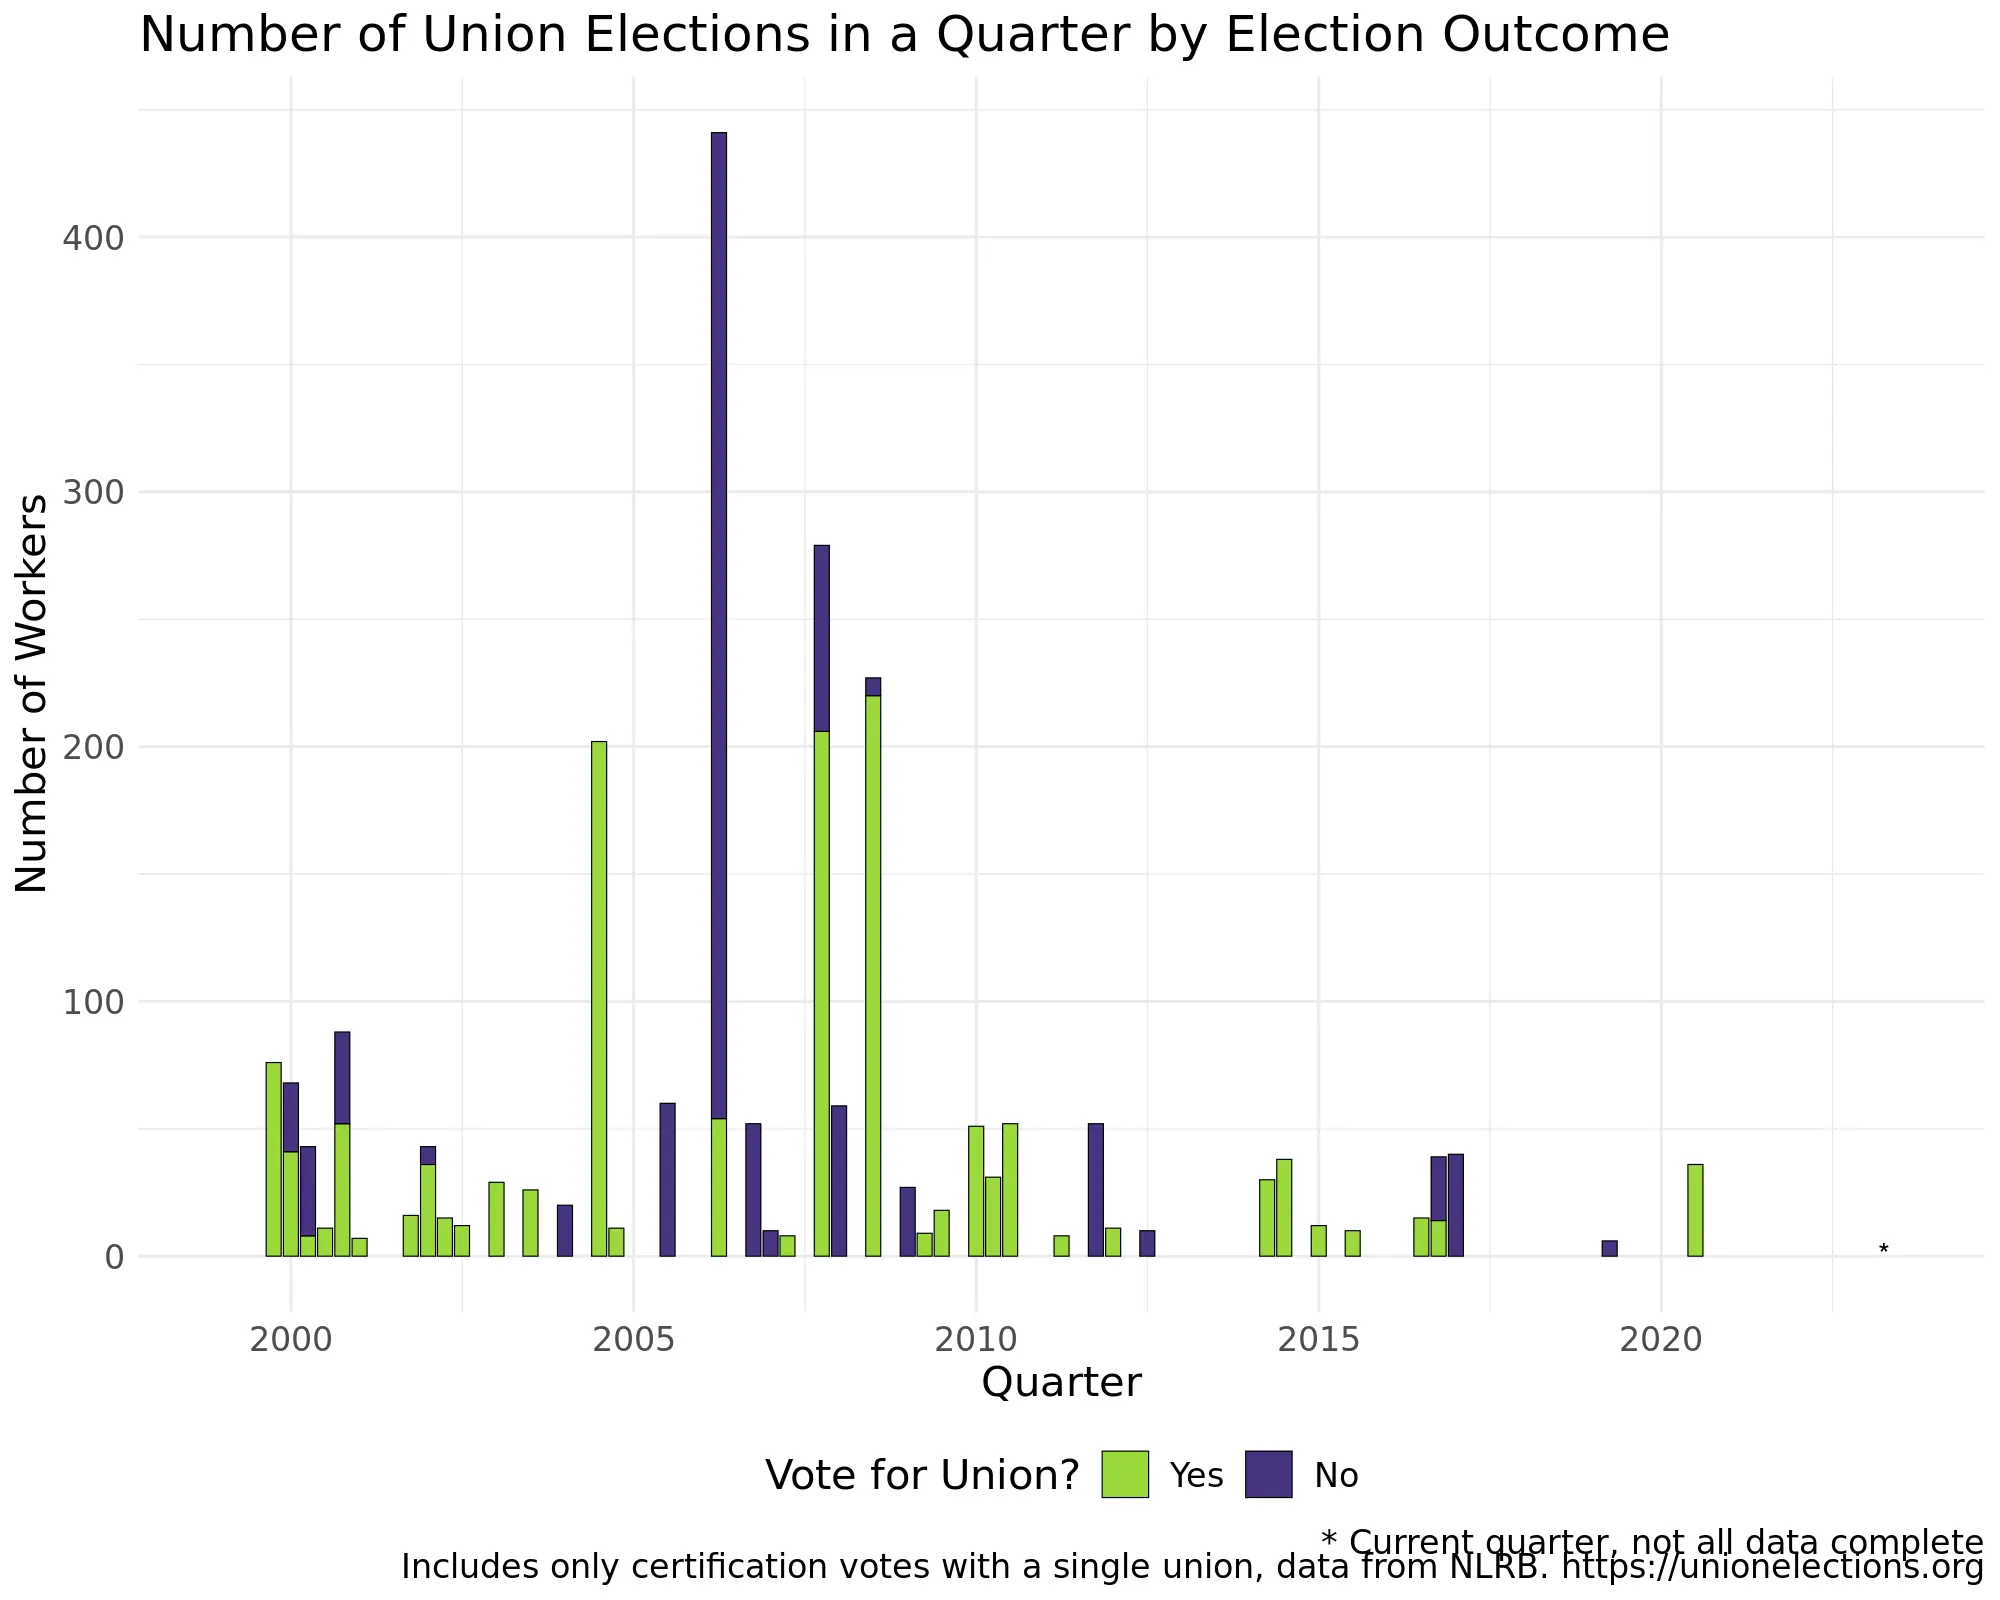 Number of Union Elections in a Quarter by Election Outcome
Number of Workers
400
300
200
100
0
*
2000 2005 2010 2015 2020
Quarter
Vote for Union? Yes No
* Current quarter, not all data complete
Includes only certification votes with a single union, data from NLRB. https://unionelections.org